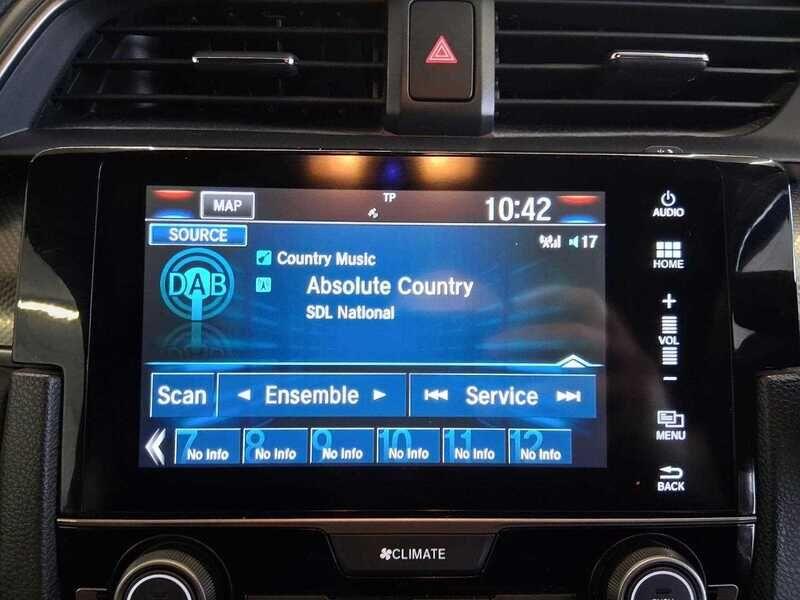 MAP
TP
10:42
AUDIO
SOURCE
17
HOME
DAB
Country Music
Absolute Country
SDL National
+
VOL
-
Scan
Ensemble
Service
MENU
7 8 9 10 11 12
No Info No Info No Info No Info No Info No Info
BACK
CLIMATE